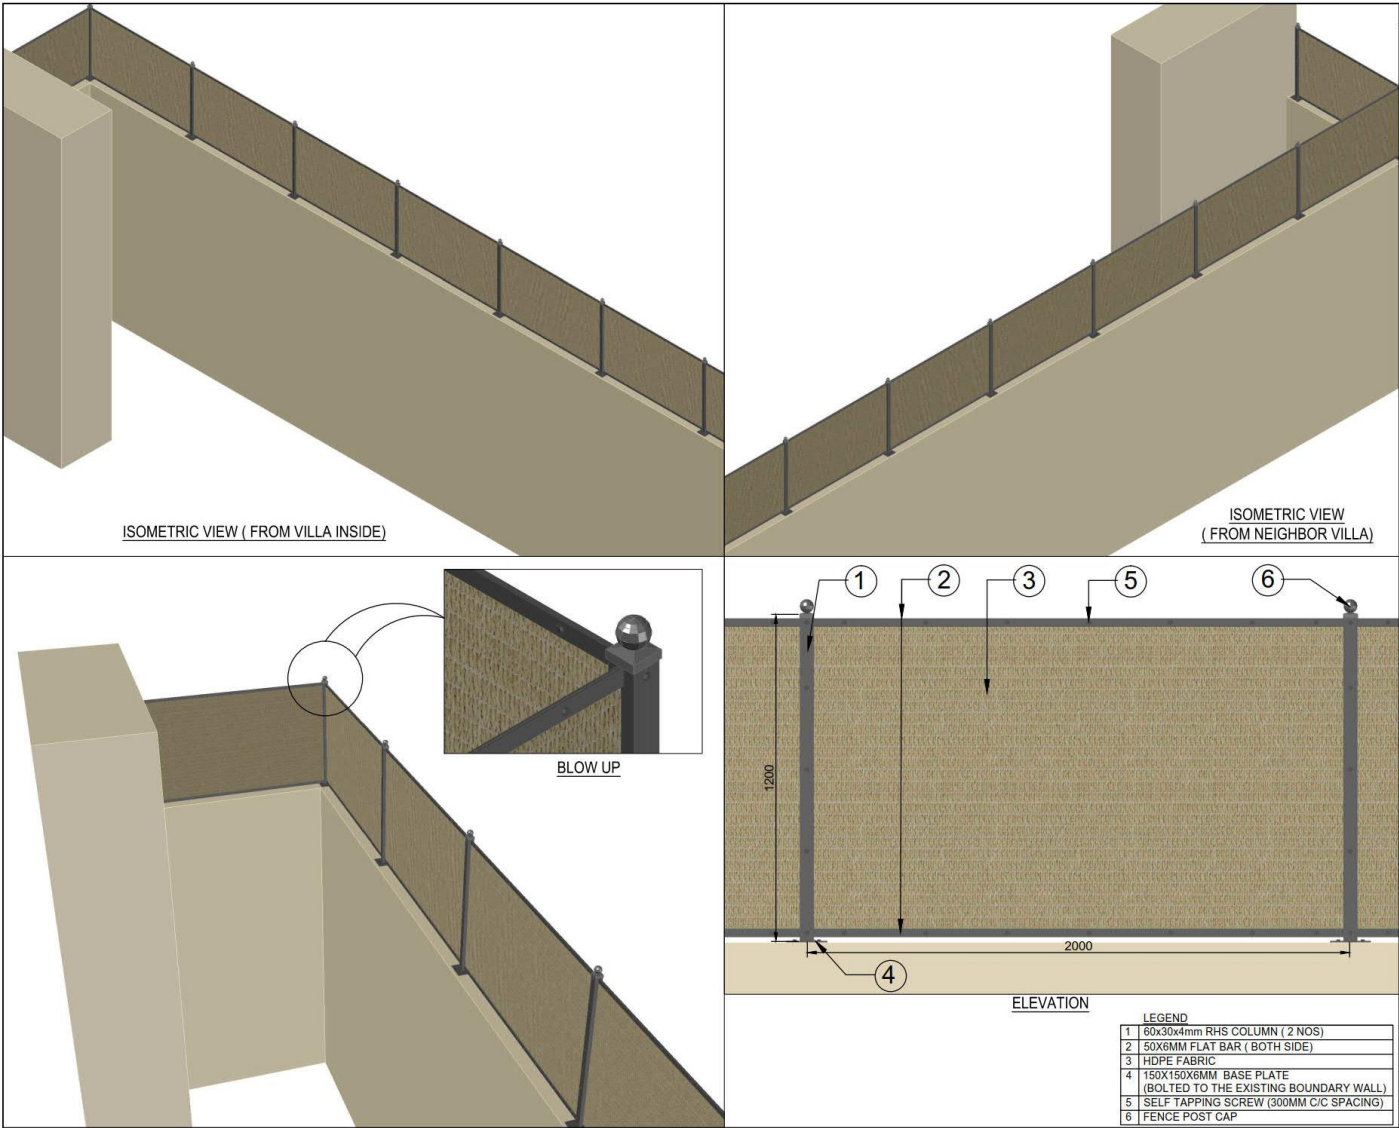 ISOMETRIC VIEW ( FROM VILLA INSIDE)
ISOMETRIC VIEW
( FROM NEIGHBOR VILLA)
BLOW UP
1
2
3
5
6
1200
2000
4
ELEVATION
LEGEND
1 60x30x4mm RHS COLUMN ( 2 NOS)
2 50X6MM FLAT BAR ( BOTH SIDE)
3 HDPE FABRIC
4 150X150X6MM BASE PLATE
(BOLTED TO THE EXISTING BOUNDARY WALL)
5 SELF TAPPING SCREW (300MM C/C SPACING)
6 FENCE POST CAP